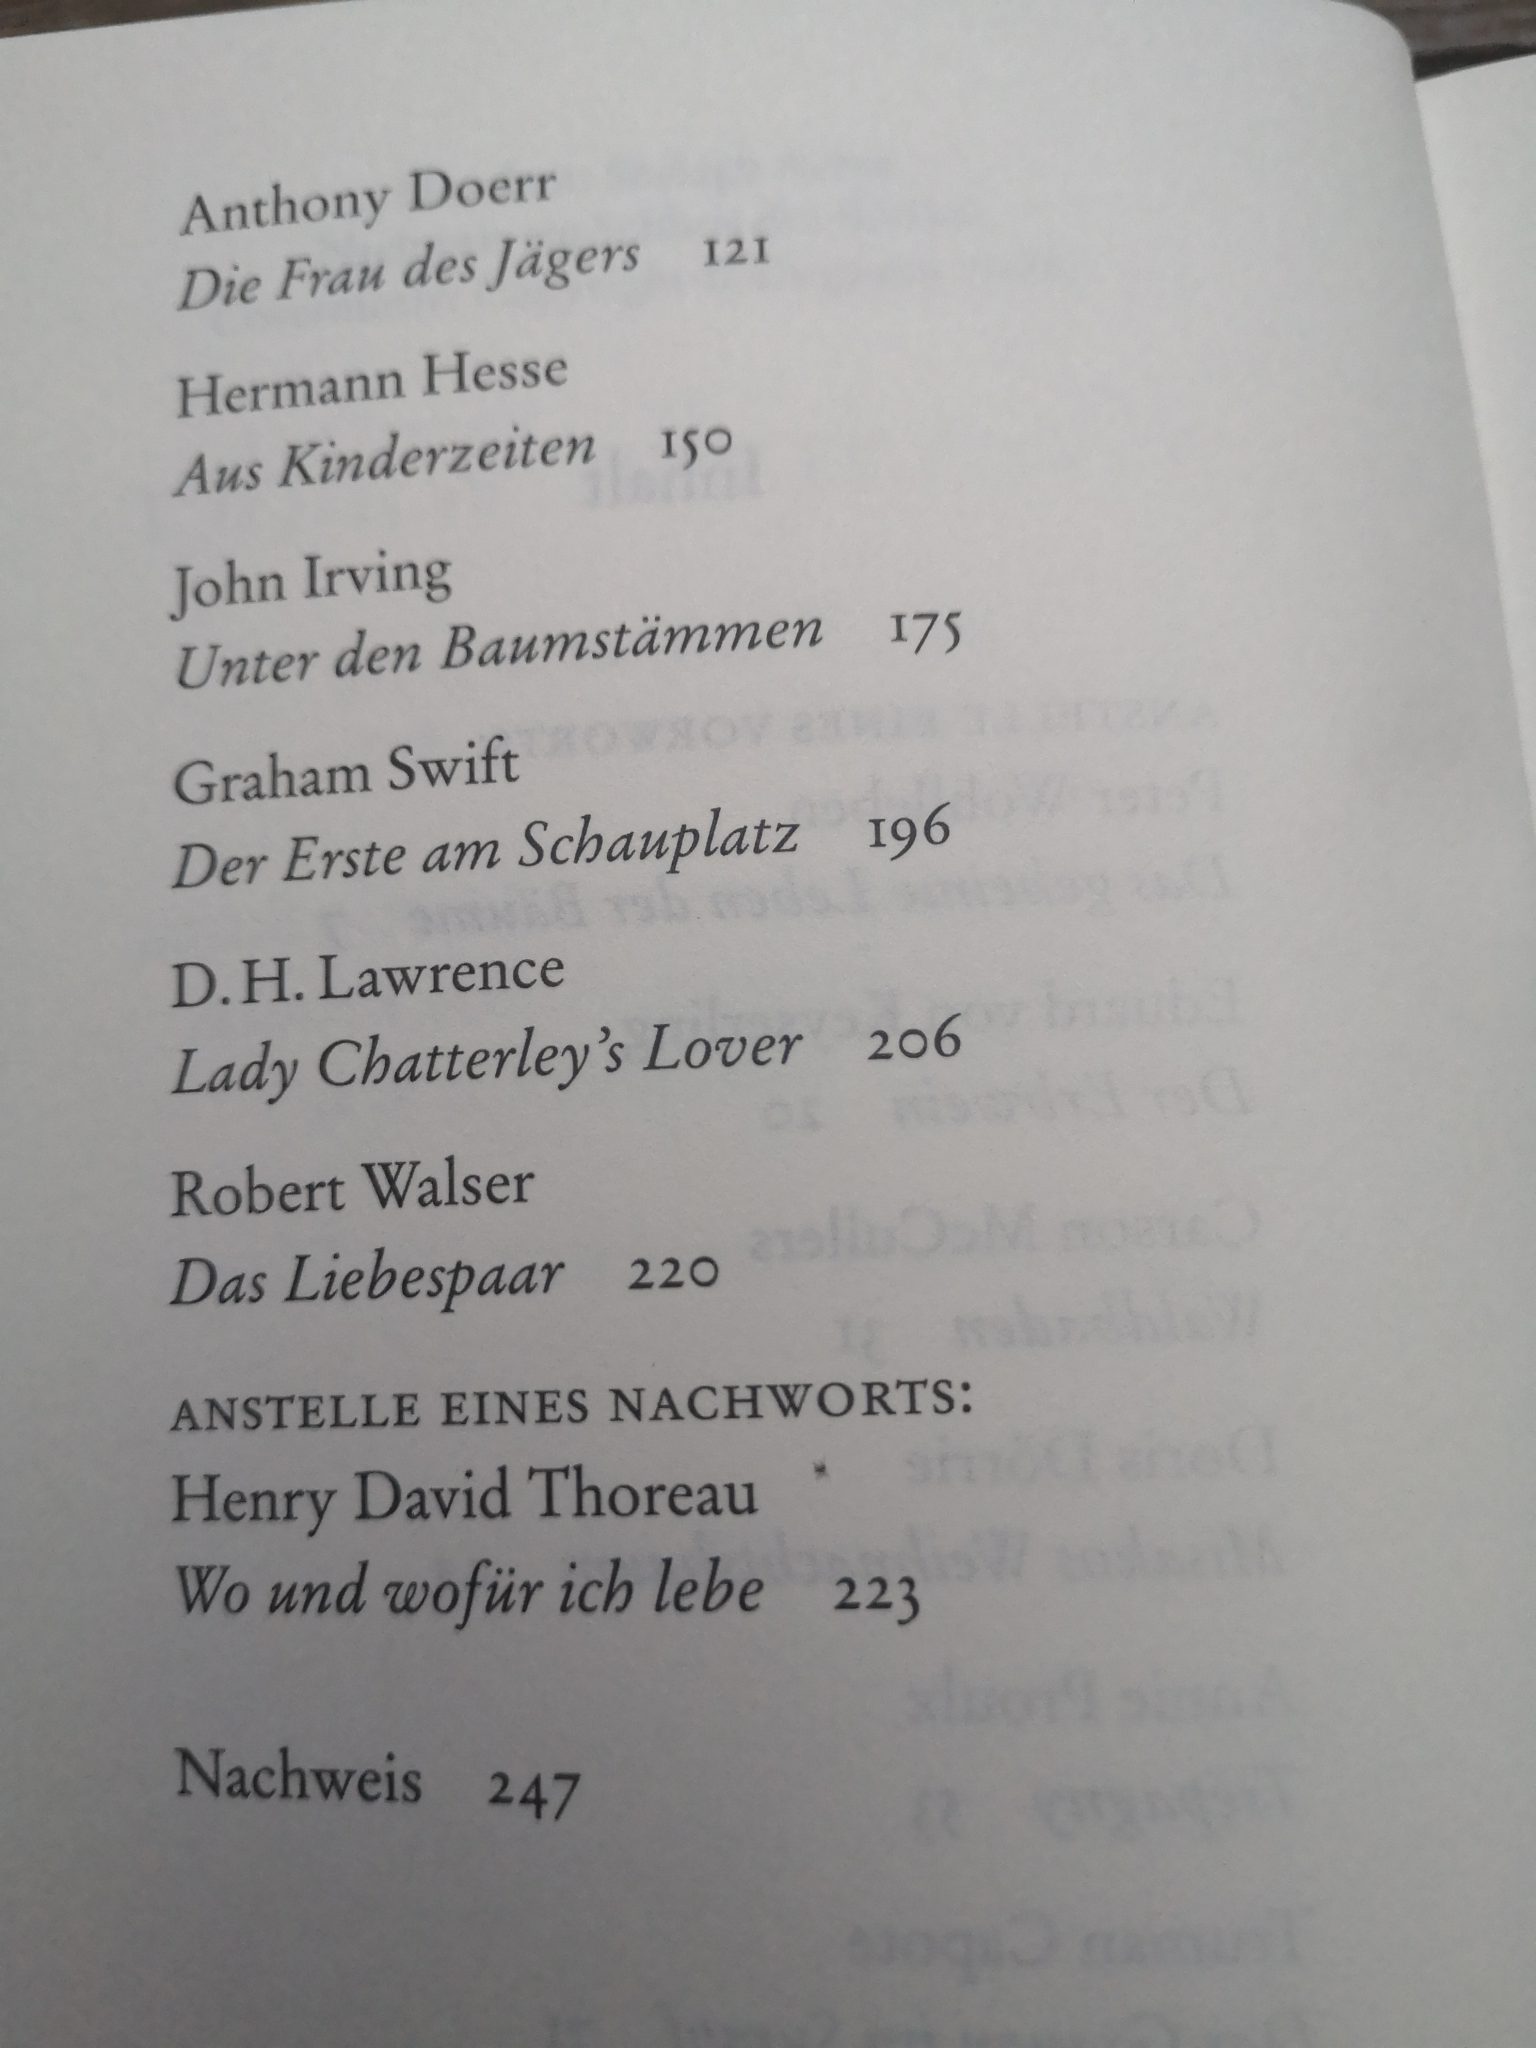 Anthony Doerr
Die Frau des Jägers 121
Hermann Hesse
Aus Kinderzeiten 150
John Irving
Unter den Baumstämmen 175
Graham Swift
Der Erste am Schauplatz 196
D. H. Lawrence
Lady Chatterley’s Lover 206
Robert Walser
Das Liebespaar 220
ANSTELLE EINES NACHWORTS:
Henry David Thoreau
Wo und wofür ich lebe 223
Nachweis 247